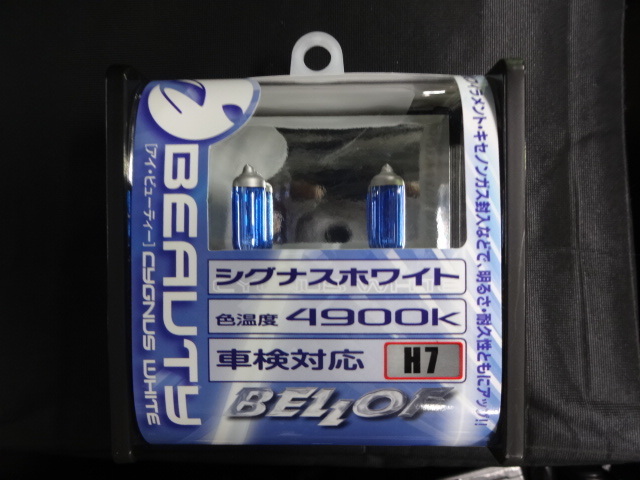 i BEAUTY
[アイ・ビューティー] CYGNUS WHITE
シグナスホワイト
色温度 4900K
車検対応 H7
BELLOF
フィラメント・キセノンガス封入などで、明るさ・耐久性ともにアップ!!